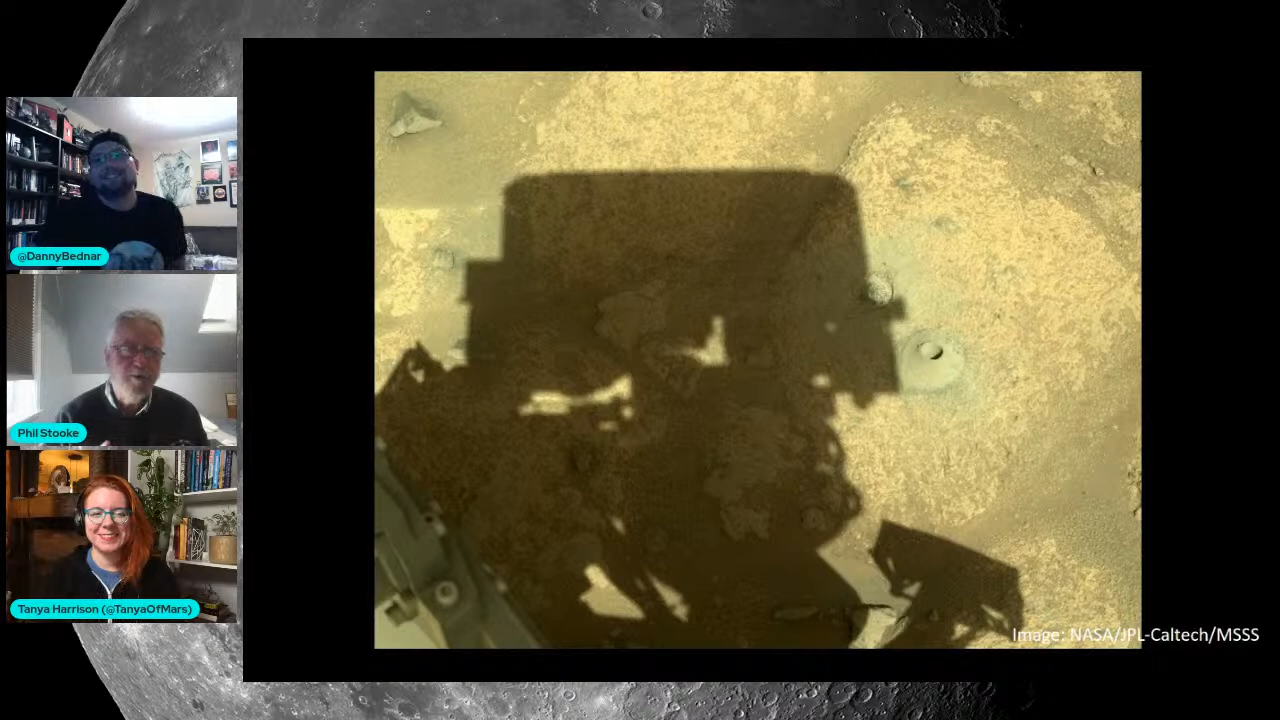 @DannyBednar
Phil Stooke
Tanya Harrison (@TanyaOfMars)
Image: NASA/JPL-Caltech/MSSS